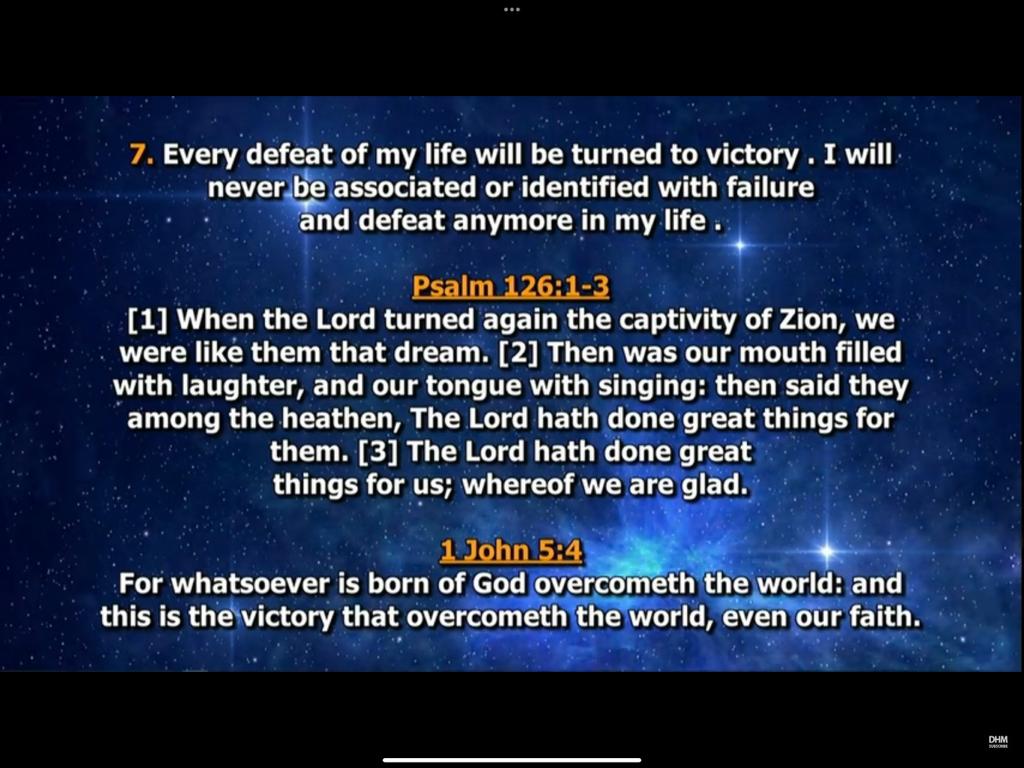 7. Every defeat of my life will be turned to victory . I will
never be associated or identified with failure
and defeat anymore in my life .
Psalm 126:1-3
[1] When the Lord turned again the captivity of Zion, we
were like them that dream. [2] Then was our mouth filled
with laughter, and our tongue with singing: then said they
among the heathen, The Lord hath done great things for
them. [3] The Lord hath done great
things for us; whereof we are glad.
1 John 5:4
For whatsoever is born of God overcometh the world: and
this is the victory that overcometh the world, even our faith.
DHM
SUBSCRIBE